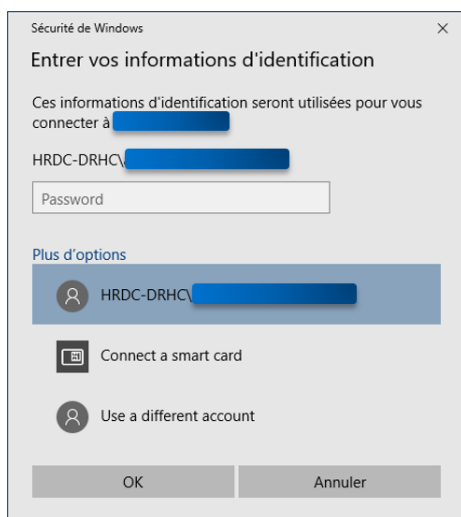 Sécurité de Windows
Entrer vos informations d'identification
Ces informations d'identification seront utilisées pour vous
connecter à
HRDC-DRHC\
Password
Plus d'options
HRDC-DRHC\
Connect a smart card
Use a different account
OK
Annuler